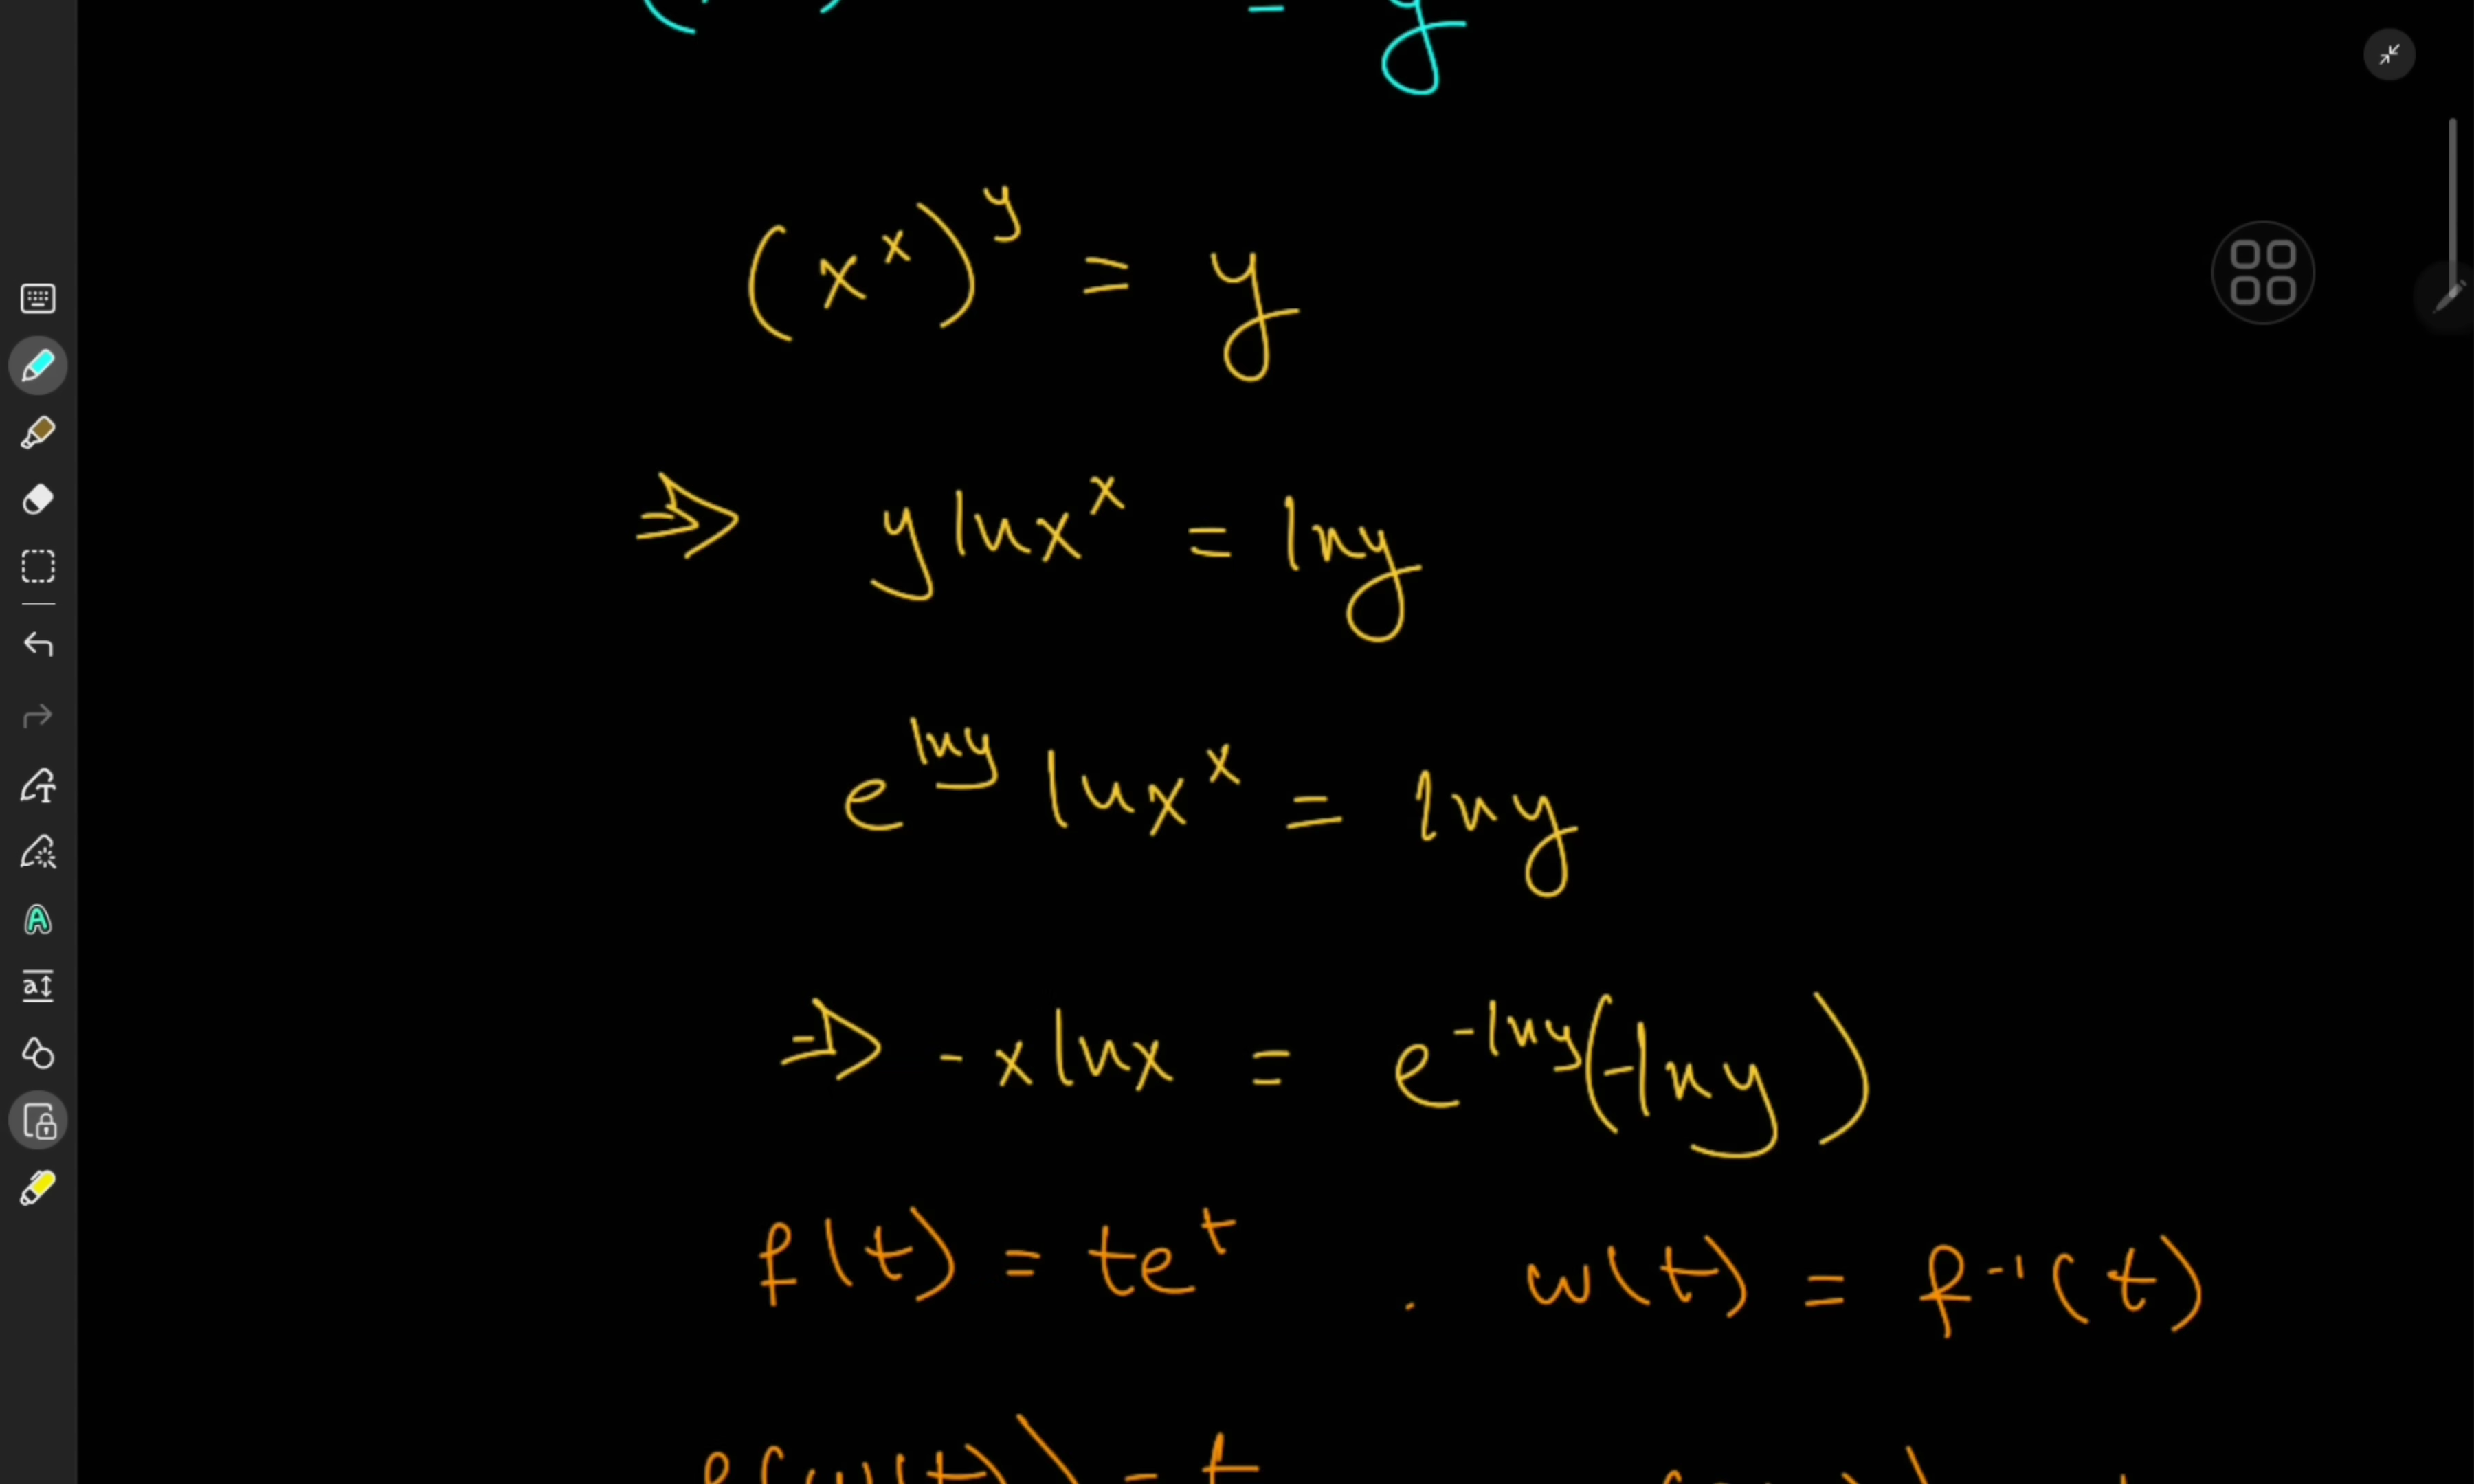 = y
(x^x)^y = y
⇒ y ln x^x = ln y
e^{ln y} ln x^x = ln y
⇒ - x ln x = e^{-ln y} (-ln y)
f(t) = te^t . w(t) = f^{-1}(t)
f(w(t)) = t